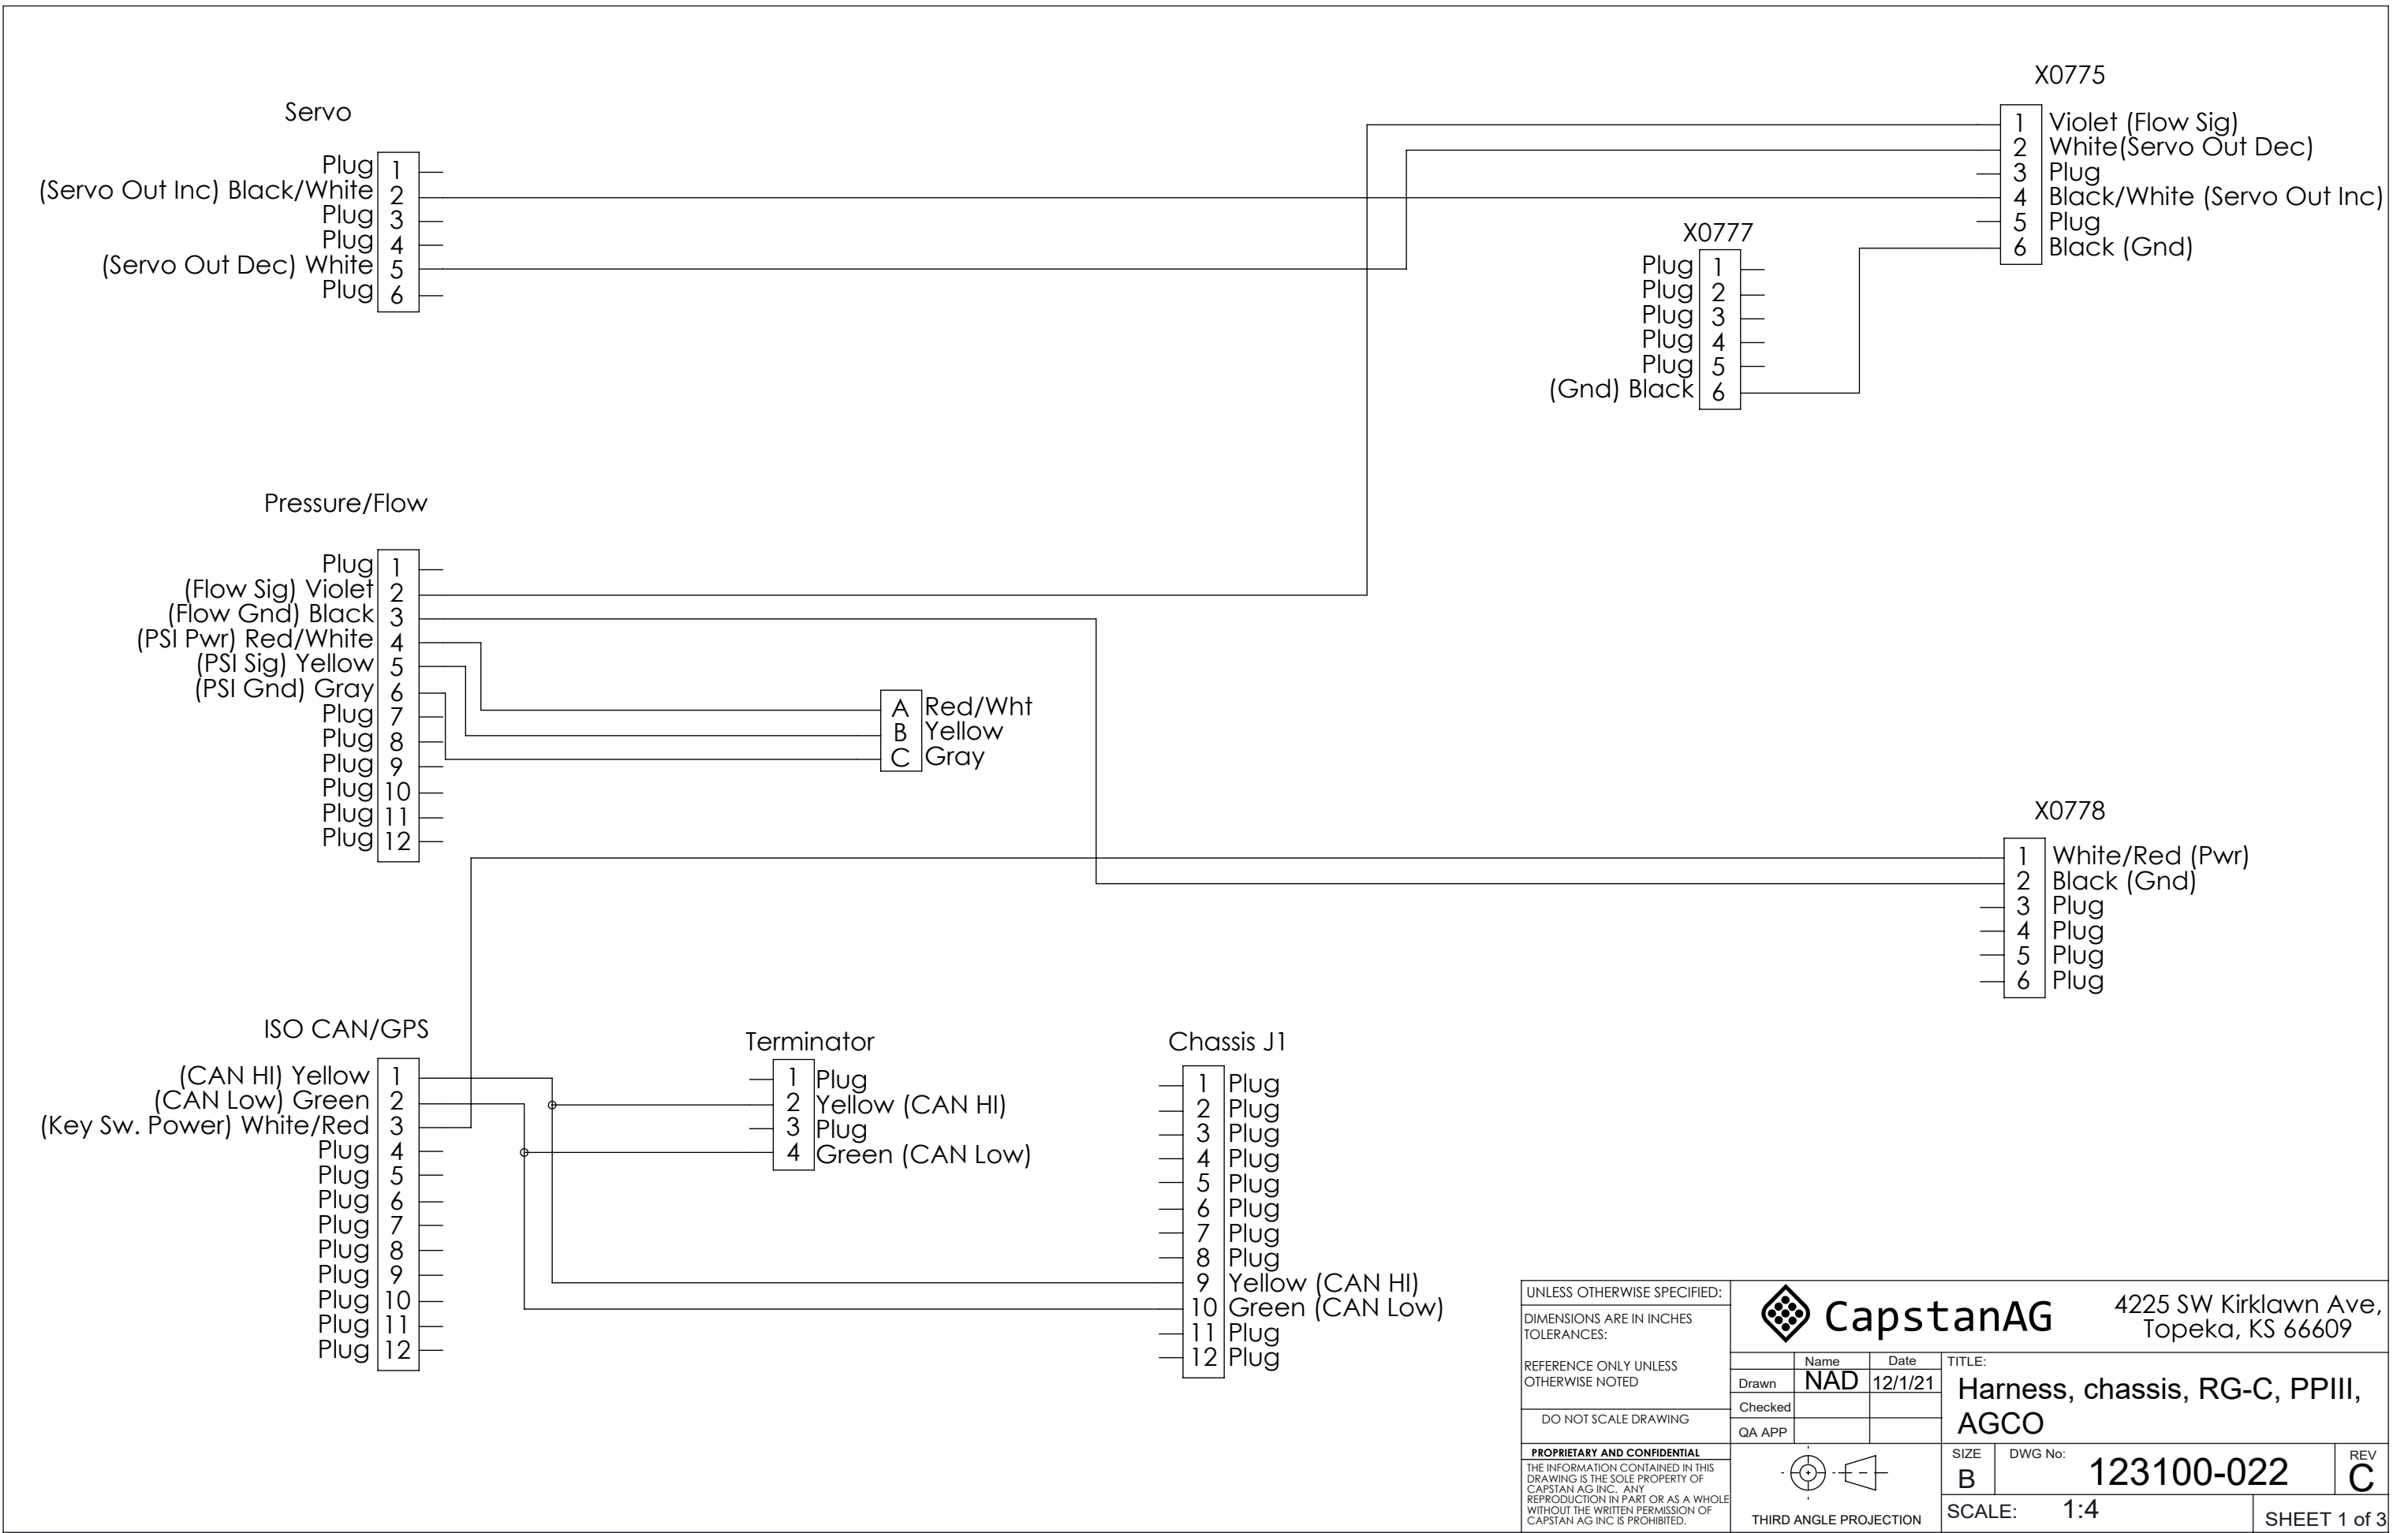 Servo
Plug 1
(Servo Out Inc) Black/White 2
Plug 3
Plug 4
(Servo Out Dec) White 5
Plug 6
X0775
1 Violet (Flow Sig)
2 White(Servo Out Dec)
3 Plug
4 Black/White (Servo Out Inc)
5 Plug
6 Black (Gnd)
X0777
Plug 1
Plug 2
Plug 3
Plug 4
Plug 5
(Gnd) Black 6
Pressure/Flow
Plug 1
(Flow Sig) Violet 2
(Flow Gnd) Black 3
(PSI Pwr) Red/White 4
(PSI Sig) Yellow 5
(PSI Gnd) Gray 6
Plug 7
Plug 8
Plug 9
Plug 10
Plug 11
Plug 12
A Red/Wht
B Yellow
C Gray
X0778
1 White/Red (Pwr)
2 Black (Gnd)
3 Plug
4 Plug
5 Plug
6 Plug
ISO CAN/GPS
(CAN HI) Yellow 1
(CAN Low) Green 2
(Key Sw. Power) White/Red 3
Plug 4
Plug 5
Plug 6
Plug 7
Plug 8
Plug 9
Plug 10
Plug 11
Plug 12
Terminator
1 Plug
2 Yellow (CAN HI)
3 Plug
4 Green (CAN Low)
Chassis J1
1 Plug
2 Plug
3 Plug
4 Plug
5 Plug
6 Plug
7 Plug
8 Plug
9 Yellow (CAN HI)
10 Green (CAN Low)
11 Plug
12 Plug
UNLESS OTHERWISE SPECIFIED:
DIMENSIONS ARE IN INCHES
TOLERANCES:
REFERENCE ONLY UNLESS
OTHERWISE NOTED
DO NOT SCALE DRAWING
PROPRIETARY AND CONFIDENTIAL
THE INFORMATION CONTAINED IN THIS
DRAWING IS THE SOLE PROPERTY OF
CAPSTAN AG INC. ANY
REPRODUCTION IN PART OR AS A WHOLE
WITHOUT THE WRITTEN PERMISSION OF
CAPSTAN AG INC IS PROHIBITED.
CapstanAG
4225 SW Kirklawn Ave,
Topeka, KS 66609
Name Date
Drawn NAD 12/1/21
Checked
QA APP
THIRD ANGLE PROJECTION
TITLE:
Harness, chassis, RG-C, PPIII,
AGCO
SIZE
B
DWG No:
123100-022
REV
C
SCALE: 1:4
SHEET 1 of 3